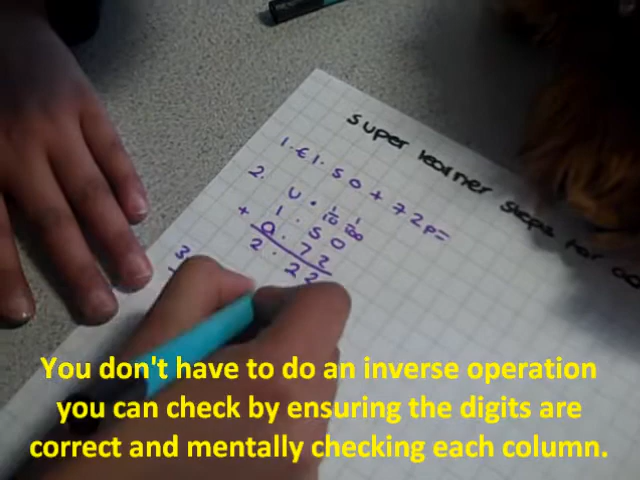 super learner steps for
1. €1.50 + 72p=
2.
U . 1/10 1/100
1 . 5 0
+ 0 . 7 2
2 . 2 2
3
You don't have to do an inverse operation
you can check by ensuring the digits are
correct and mentally checking each column.